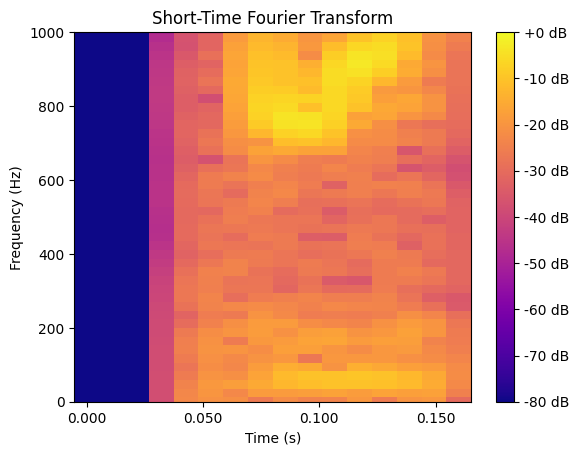 Short-Time Fourier Transform
1000
800
600
400
200
0
Frequency (Hz)
0.000
0.050
0.100
0.150
Time (s)
+0 dB
-10 dB
-20 dB
-30 dB
-40 dB
-50 dB
-60 dB
-70 dB
-80 dB